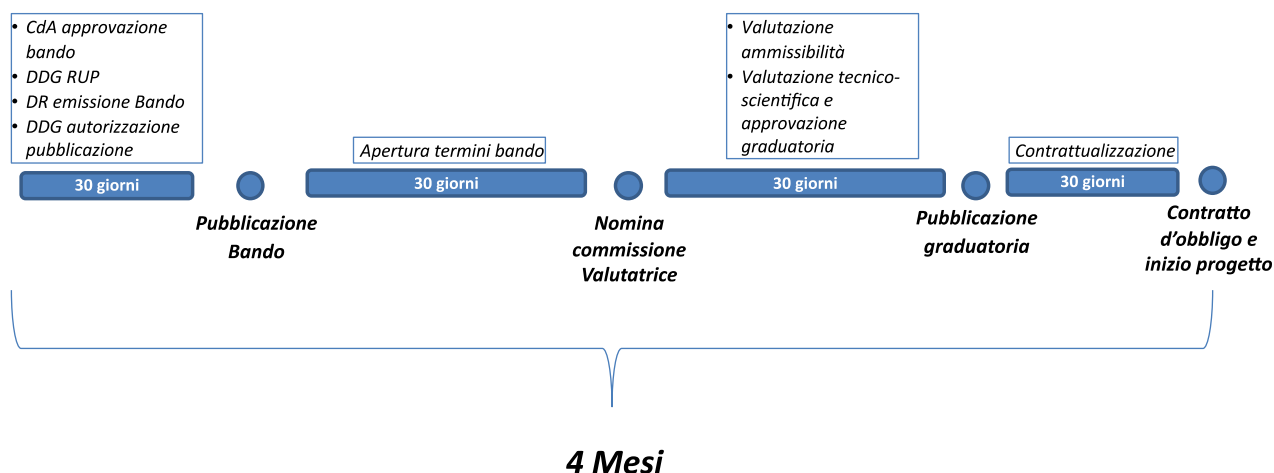 • CdA approvazione
bando
• DDG RUP
• DR emissione Bando
• DDG autorizzazione
pubblicazione
30 giorni
Pubblicazione
Bando
Apertura termini bando
30 giorni
Nomina
commissione
Valutatrice
• Valutazione
ammissibilità
• Valutazione tecnico-
scientifica e
approvazione
graduatoria
30 giorni
Pubblicazione
graduatoria
Contrattualizzazione
30 giorni
Contratto
d’obbligo e
inizio progetto
4 Mesi